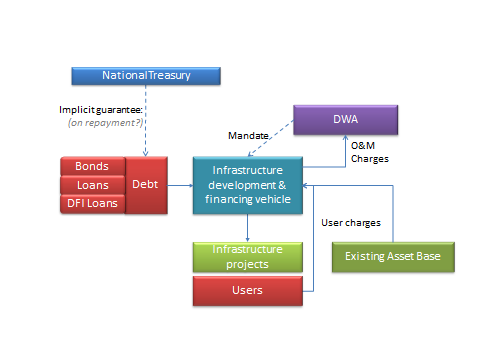 NationalTreasury
Implicit guarantee:
(on repayment?)
DWA
Mandate
O&M
Charges
Bonds
Loans
DFI Loans
Debt
Infrastructure
development &
financing vehicle
User charges
Infrastructure
projects
Existing Asset Base
Users